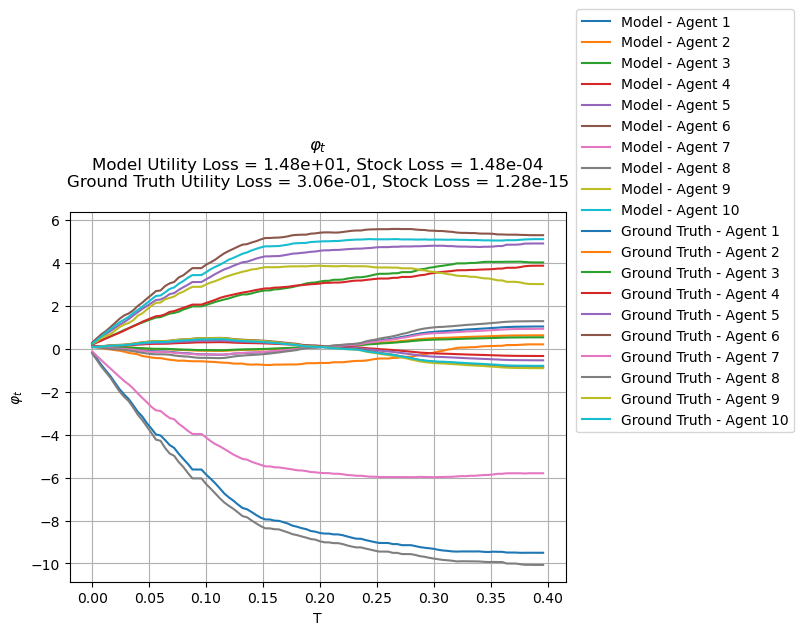 φt
Model Utility Loss = 1.48e+01, Stock Loss = 1.48e-04
Ground Truth Utility Loss = 3.06e-01, Stock Loss = 1.28e-15
Model - Agent 1
Model - Agent 2
Model - Agent 3
Model - Agent 4
Model - Agent 5
Model - Agent 6
Model - Agent 7
Model - Agent 8
Model - Agent 9
Model - Agent 10
Ground Truth - Agent 1
Ground Truth - Agent 2
Ground Truth - Agent 3
Ground Truth - Agent 4
Ground Truth - Agent 5
Ground Truth - Agent 6
Ground Truth - Agent 7
Ground Truth - Agent 8
Ground Truth - Agent 9
Ground Truth - Agent 10
φt
6
4
2
0
−2
−4
−6
−8
−10
0.00 0.05 0.10 0.15 0.20 0.25 0.30 0.35 0.40
T